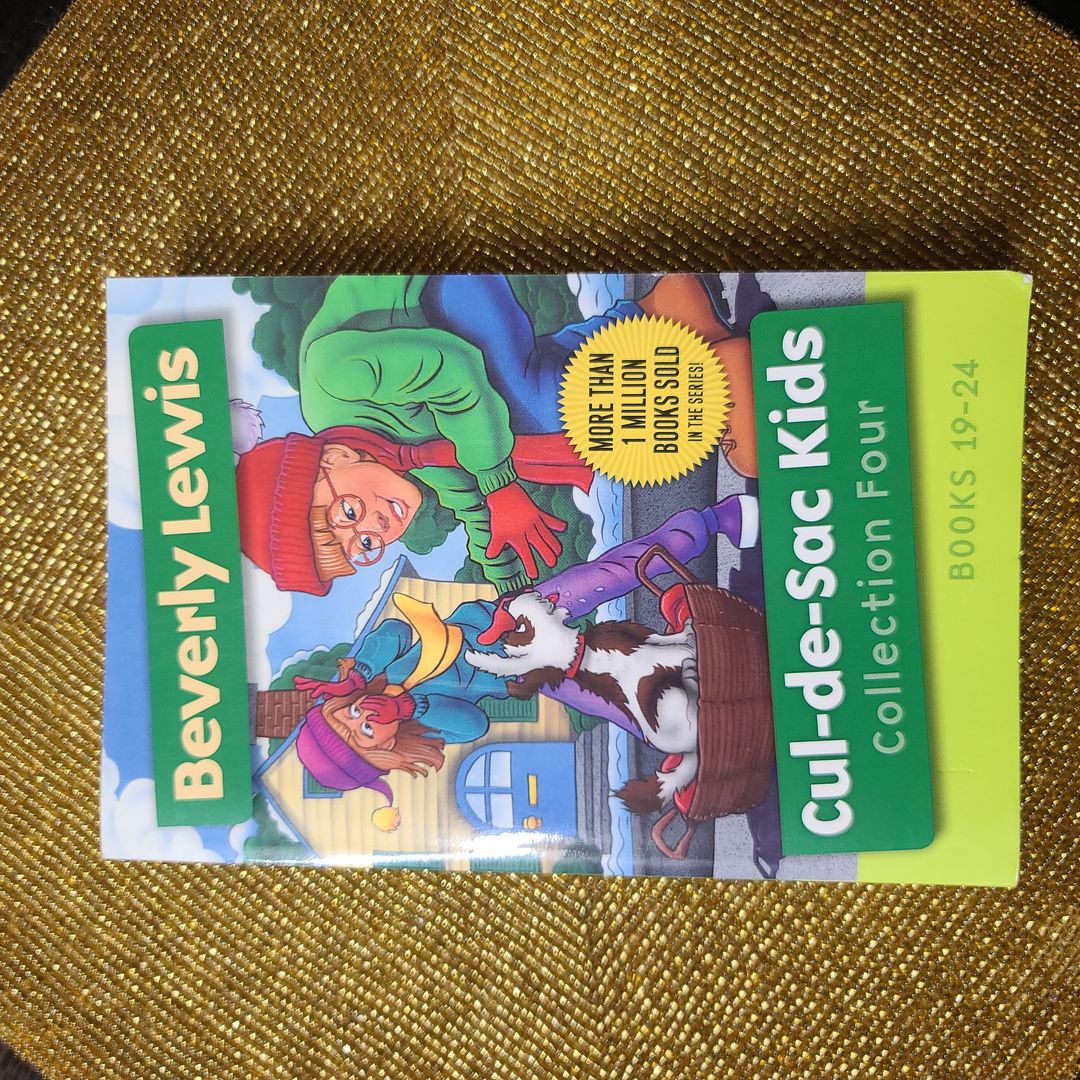 Beverly Lewis
MORE THAN
1 MILLION
BOOKS SOLD
IN THE SERIES!
cul-de-sac Kids
Collection Four
BOOKS 19–24